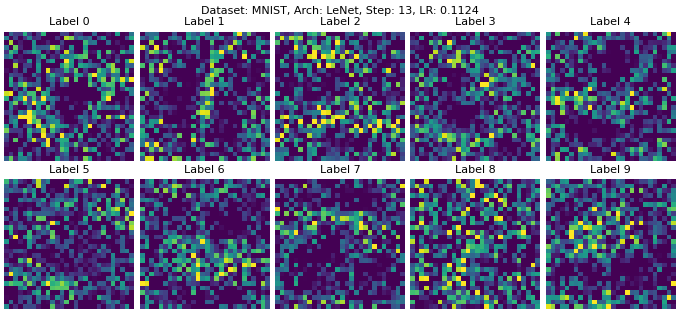 Dataset: MNIST, Arch: LeNet, Step: 13, LR: 0.1124
Label 0 Label 1 Label 2 Label 3 Label 4
Label 5 Label 6 Label 7 Label 8 Label 9